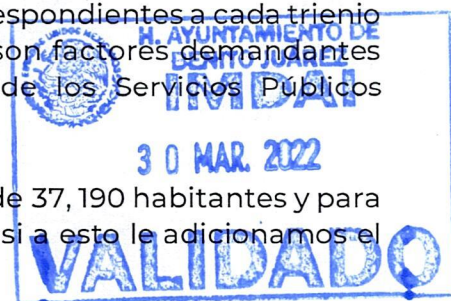 respondientes a cada trienio
H. AYUNTAMIENTO DE
son factores demandantes
BENITO JUÁREZ
de los Servicios Públicos
IMDAI
30 MAR. 2022
de 37, 190 habitantes y para
si a esto le adicionamos el
VALIDADO